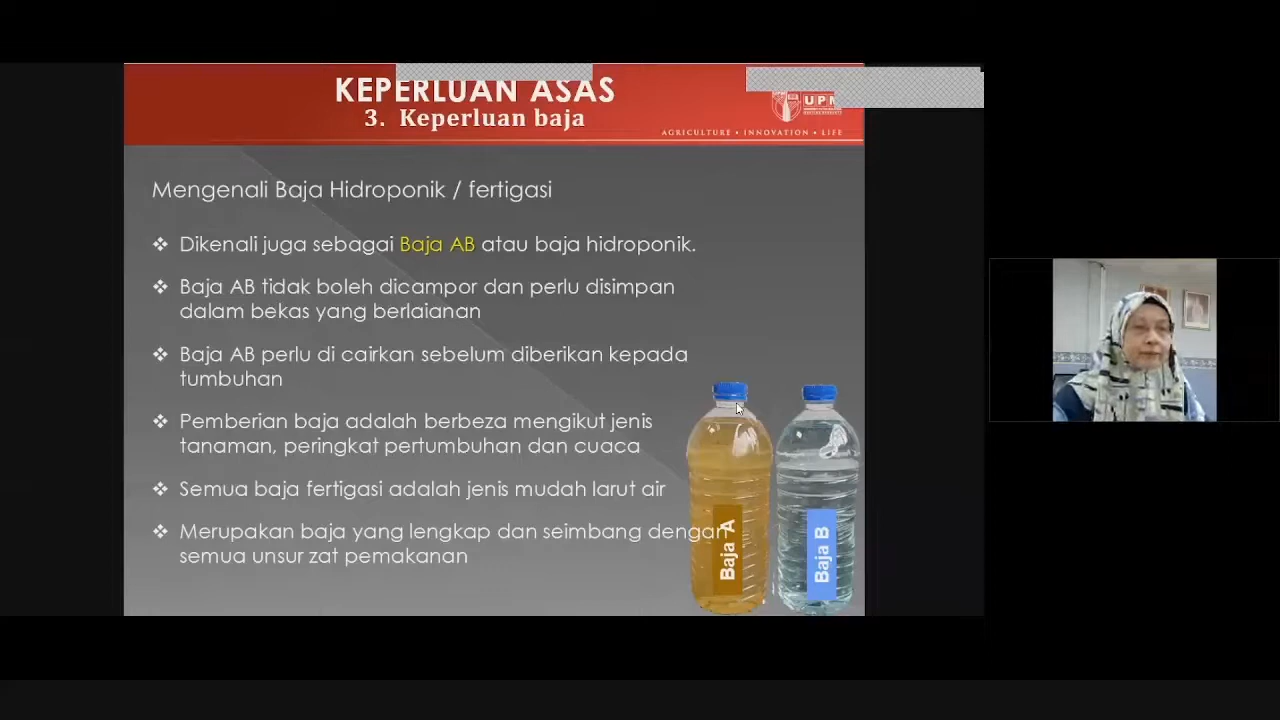 KEPERLUAN ASAS
3. Keperluan baja
UPM
AGRICULTURE • INNOVATION • LIFE
Mengenali Baja Hidroponik / fertigasi
❖ Dikenali juga sebagai Baja AB atau baja hidroponik.
❖ Baja AB tidak boleh dicampor dan perlu disimpan
dalam bekas yang berlaianan
❖ Baja AB perlu di cairkan sebelum diberikan kepada
tumbuhan
❖ Pemberian baja adalah berbeza mengikut jenis
tanaman, peringkat pertumbuhan dan cuaca
❖ Semua baja fertigasi adalah jenis mudah larut air
❖ Merupakan baja yang lengkap dan seimbang dengan
semua unsur zat pemakanan
Baja A
Baja B